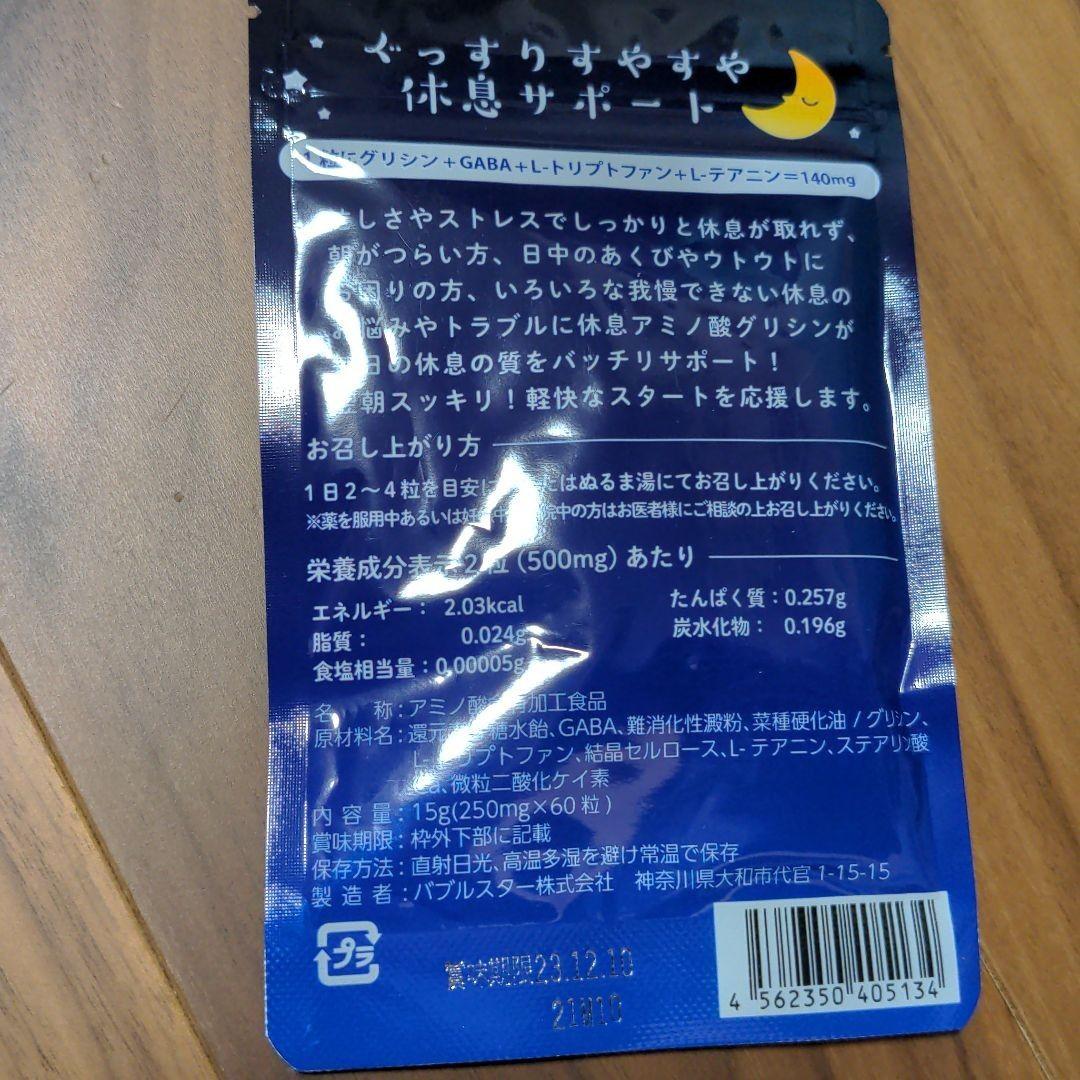 ぐっすりすやすや
休息サポート
粒にグリシン+GABA+L-トリプトファン+L-テアニン=140mg
しさやストレスでしっかりと休息が取れず、
朝がつらい方、日中のあくびやウトウトに
困りの方、いろいろな我慢できない休息の
悩みやトラブルに休息アミノ酸グリシンが
日の休息の質をバッチリサポート!
朝スッキリ!軽快なスタートを応援します。
お召し上がり方
1日2〜4粒を目安に はぬるま湯にてお召し上がりください。
※薬を服用中あるいは妊 院中の方はお医者様にご相談の上お召し上がりください。
栄養成分表示2粒(500mg)あたり
エネルギー: 2.03kcal たんぱく質:0.257g
脂質: 0.024g 炭水化物: 0.196g
食塩相当量:0.00005g
名 称:アミノ酸 加工食品
原材料名:還元 糖水飴、GABA、難消化性澱粉、菜種硬化油/グリシン、
L- プトファン、結晶セルロース、L-テアニン、ステアリン酸
、微粒二酸化ケイ素
内容量:15g(250mg×60粒)
賞味期限:枠外下部に記載
保存方法:直射日光、高温多湿を避け常温で保存
製造者:バブルスター株式会社 神奈川県大和市代官1-15-15
プラ
賞味期限23.12.10
21W10
4 562350 405134